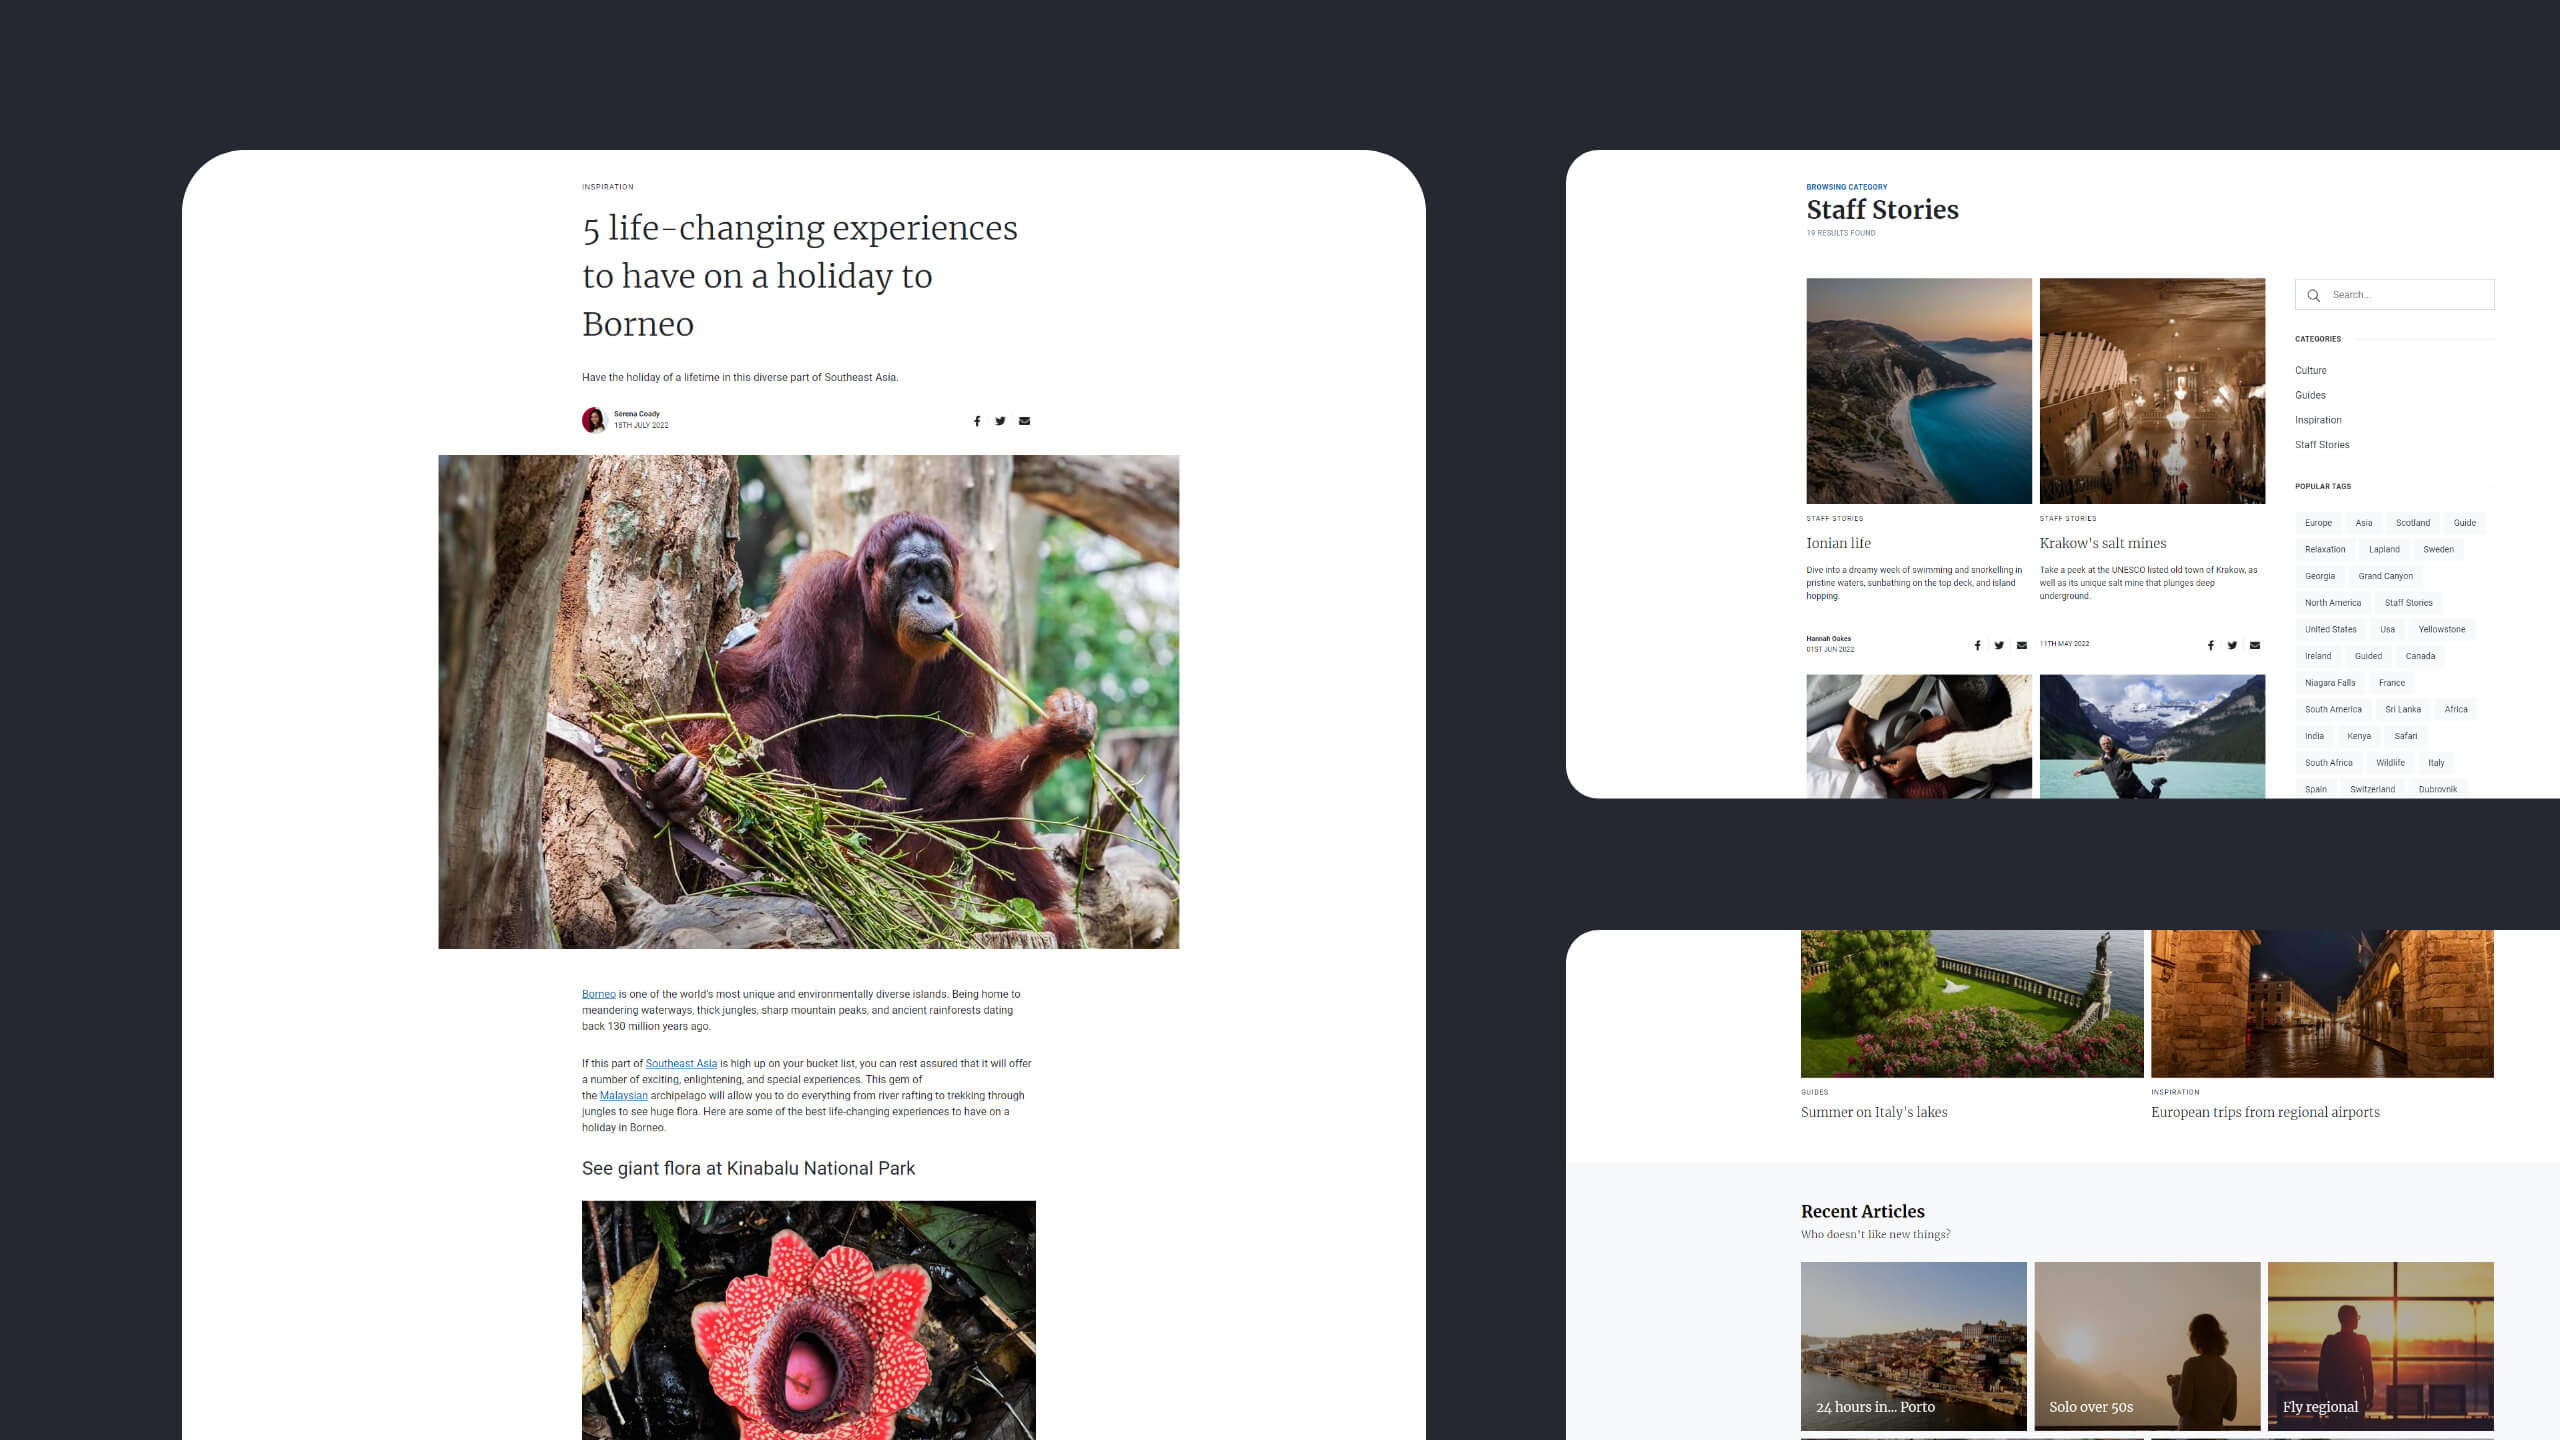 INSPIRATION
5 life-changing experiences
to have on a holiday to
Borneo
Have the holiday of a lifetime in this diverse part of Southeast Asia.
Serena Coady
18TH JULY 2022
Borneo is one of the world's most unique and environmentally diverse islands. Being home to
meandering waterways, thick jungles, sharp mountain peaks, and ancient rainforests dating
back 130 million years ago.
If this part of Southeast Asia is high up on your bucket list, you can rest assured that it will offer
a number of exciting, enlightening, and special experiences. This gem of
the Malaysian archipelago will allow you to do everything from river rafting to trekking through
jungles to see huge flora. Here are some of the best life-changing experiences to have on a
holiday in Borneo.
See giant flora at Kinabalu National Park
BROWSING CATEGORY
Staff Stories
19 RESULTS FOUND
STAFF STORIES
Ionian life
Dive into a dreamy week of swimming and snorkelling in
pristine waters, sunbathing on the top deck, and island
hopping.
Hannah Oakes
01ST JUN 2022
STAFF STORIES
Krakow's salt mines
Take a peek at the UNESCO listed old town of Krakow, as
well as its unique salt mine that plunges deep
underground.
11TH MAY 2022
Search...
CATEGORIES
Culture
Guides
Inspiration
Staff Stories
POPULAR TAGS
Europe Asia Scotland Guide
Relaxation Lapland Sweden
Georgia Grand Canyon
North America Staff Stories
United States Usa Yellowstone
Ireland Guided Canada
Niagara Falls France
South America Sri Lanka Africa
India Kenya Safari
South Africa Wildlife Italy
Spain Switzerland Dubrovnik
GUIDES
Summer on Italy's lakes
INSPIRATION
European trips from regional airports
Recent Articles
Who doesn't like new things?
24 hours in... Porto
Solo over 50s
Fly regional